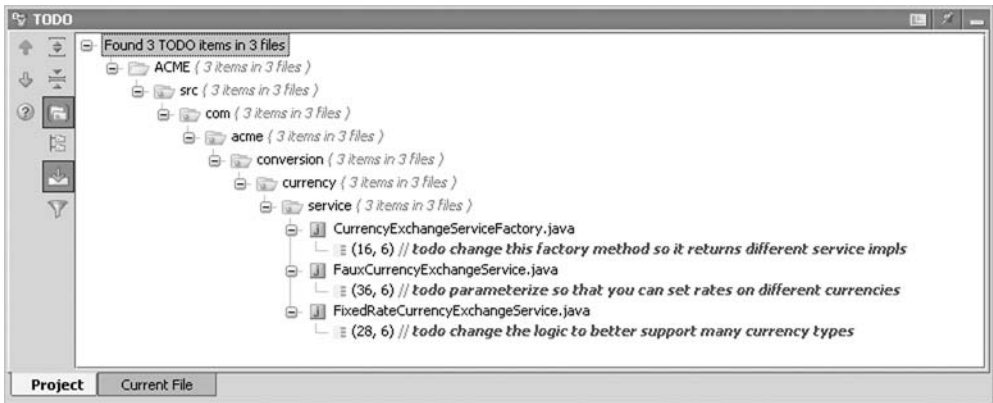 TODO
Found 3 TODO items in 3 files
ACME ( 3 items in 3 files )
src ( 3 items in 3 files )
com ( 3 items in 3 files )
acme ( 3 items in 3 files )
conversion ( 3 items in 3 files )
currency ( 3 items in 3 files )
service ( 3 items in 3 files )
CurrencyExchangeServiceFactory.java
(16, 6) // todo change this factory method so it returns different service impls
FauxCurrencyExchangeService.java
(36, 6) // todo parameterize so that you can set rates on different currencies
FixedRateCurrencyExchangeService.java
(28, 6) // todo change the logic to better support many currency types
Project Current File